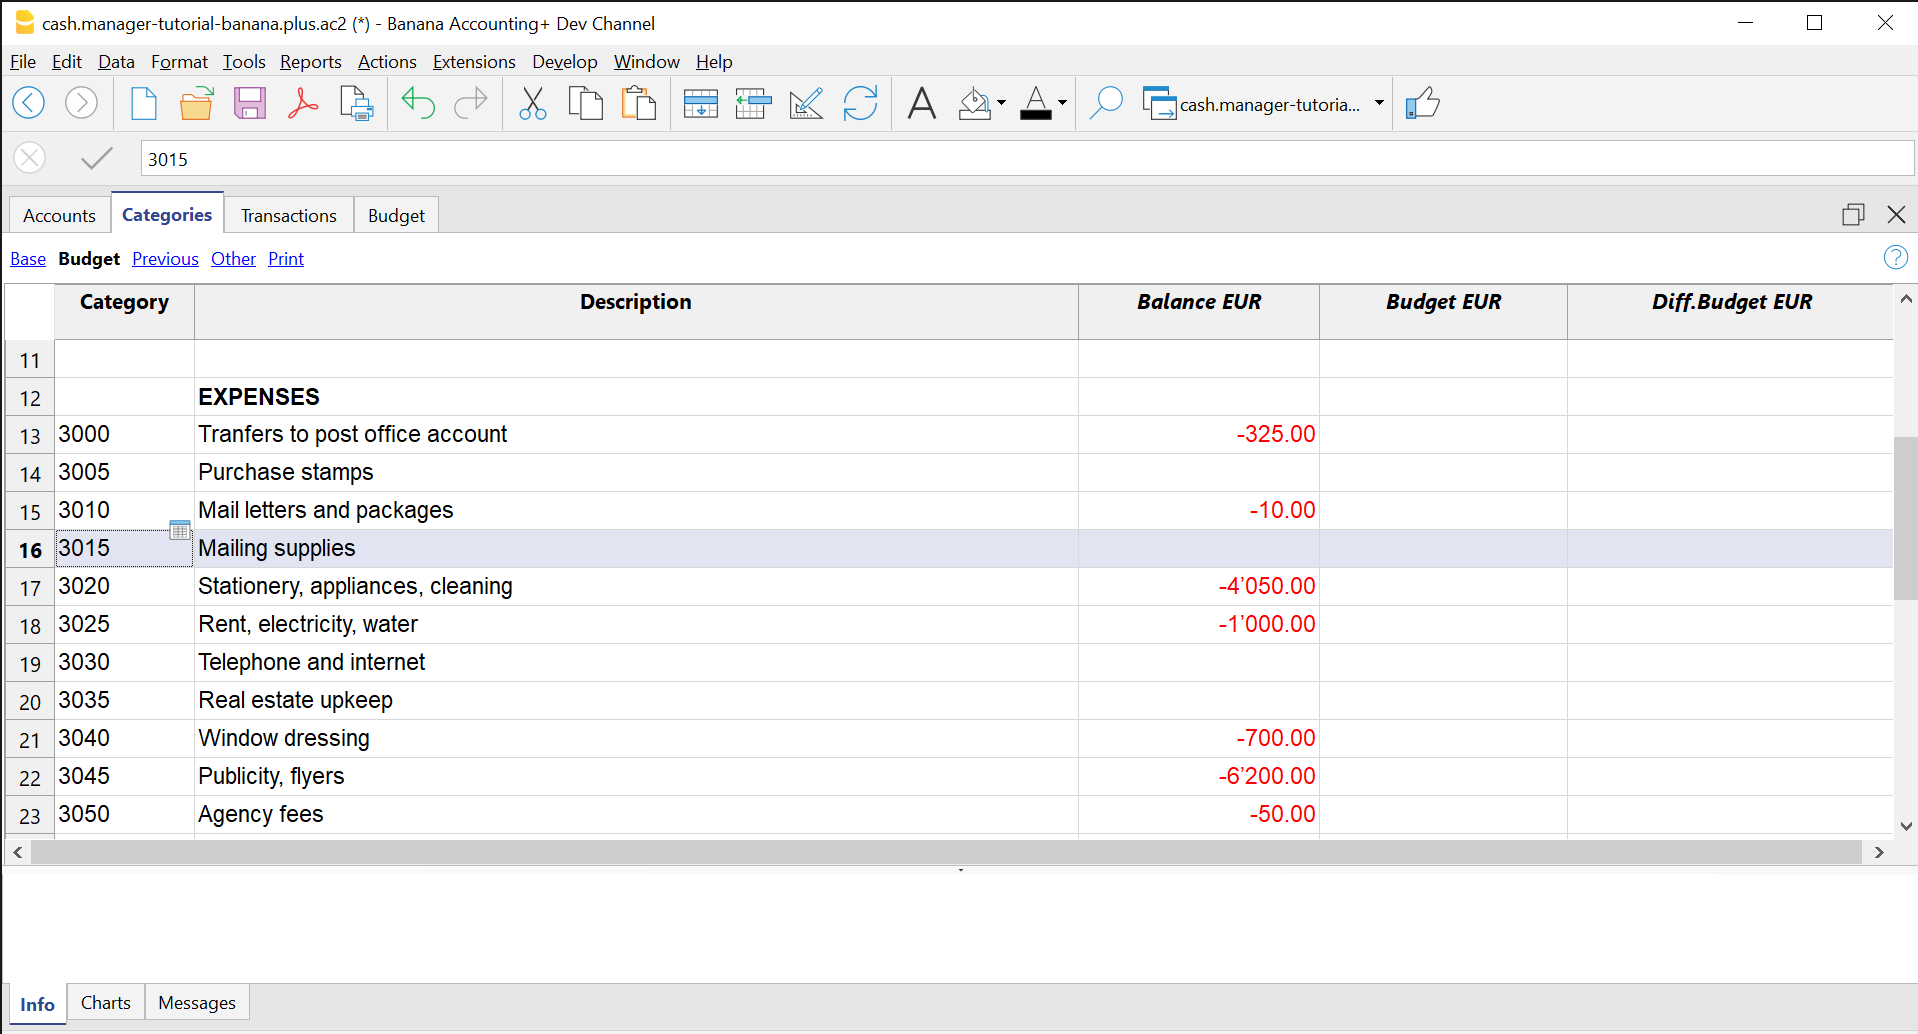 cash.manager-tutorial-banana.plus.ac2 (*) - Banana Accounting+ Dev Channel
File Edit Data Format Tools Reports Actions Extensions Develop Window Help
cash.manager-tutoria...
3015
Accounts Categories Transactions Budget
Base Budget Previous Other Print
Category Description Balance EUR Budget EUR Diff.Budget EUR
11
12 EXPENSES
13 3000 Tranfers to post office account -325.00
14 3005 Purchase stamps
15 3010 Mail letters and packages -10.00
16 3015 Mailing supplies
17 3020 Stationery, appliances, cleaning -4’050.00
18 3025 Rent, electricity, water -1’000.00
19 3030 Telephone and internet
20 3035 Real estate upkeep
21 3040 Window dressing -700.00
22 3045 Publicity, flyers -6’200.00
23 3050 Agency fees -50.00
Info Charts Messages